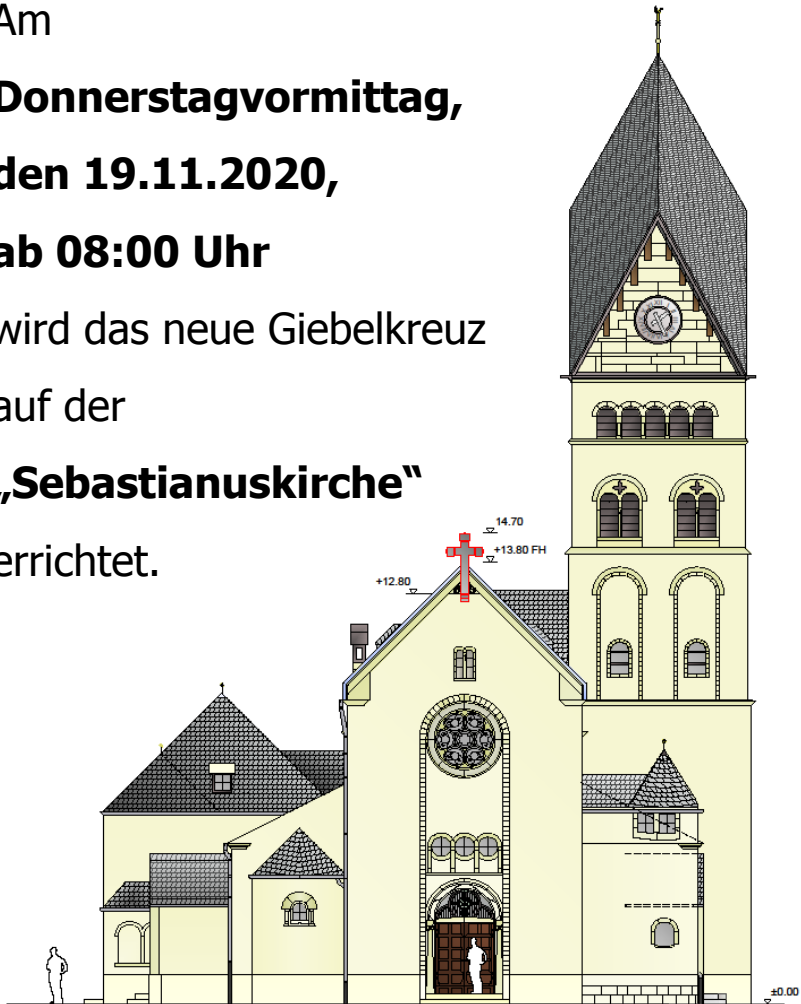 Am
Donnerstagvormittag,
den 19.11.2020,
ab 08:00 Uhr
wird das neue Giebelkreuz
auf der
„Sebastianuskirche“
errichtet.
14.70
+13.80 FH
+12.80
±0.00